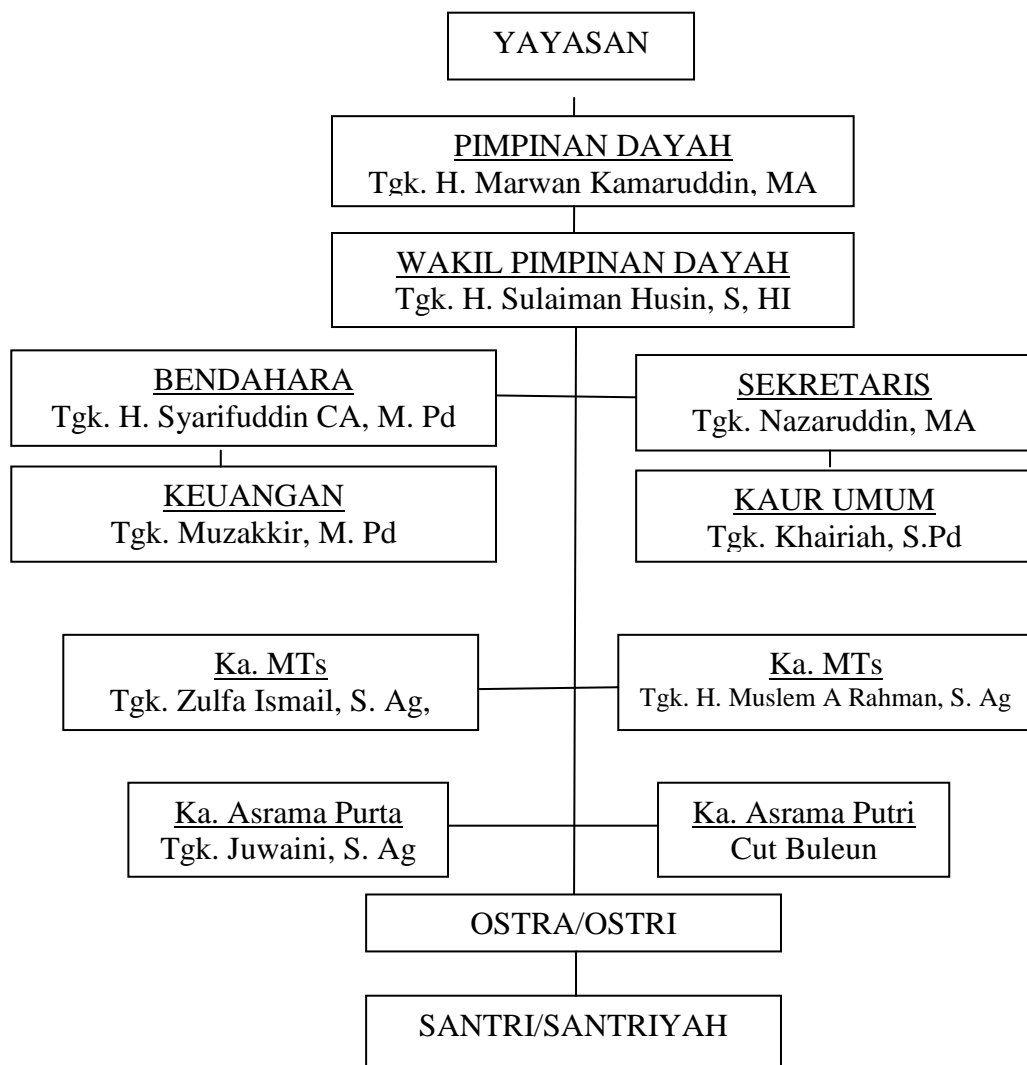 YAYASAN
PIMPINAN DAYAH
Tgk. H. Marwan Kamaruddin, MA
WAKIL PIMPINAN DAYAH
Tgk. H. Sulaiman Husin, S, HI
BENDAHARA
Tgk. H. Syarifuddin CA, M. Pd
SEKRETARIS
Tgk. Nazaruddin, MA
KEUANGAN
Tgk. Muzakkir, M. Pd
KAUR UMUM
Tgk. Khairiah, S.Pd
Ka. MTs
Tgk. Zulfa Ismail, S. Ag,
Ka. MTs
Tgk. H. Muslem A Rahman, S. Ag
Ka. Asrama Purta
Tgk. Juwaini, S. Ag
Ka. Asrama Putri
Cut Buleun
OSTRA/OSTRI
SANTRI/SANTRIYAH